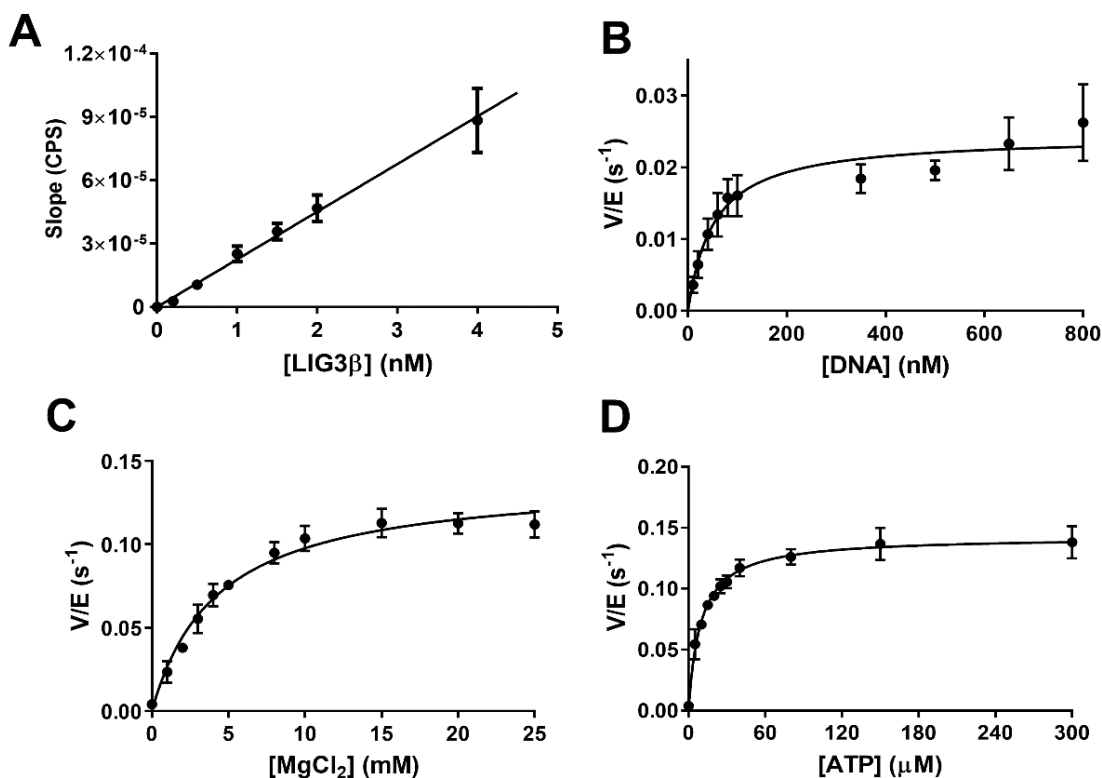 A
1.2×10⁻⁴
9×10⁻⁵
6×10⁻⁵
3×10⁻⁵
0
Slope (CPS)
0 1 2 3 4 5
[LIG3β] (nM)
B
0.03
0.02
0.01
0.00
V/E (s⁻¹)
0 200 400 600 800
[DNA] (nM)
C
0.15
0.10
0.05
0.00
V/E (s⁻¹)
0 5 10 15 20 25
[MgCl₂] (mM)
D
0.20
0.15
0.10
0.05
0.00
V/E (s⁻¹)
0 60 120 180 240 300
[ATP] (μM)